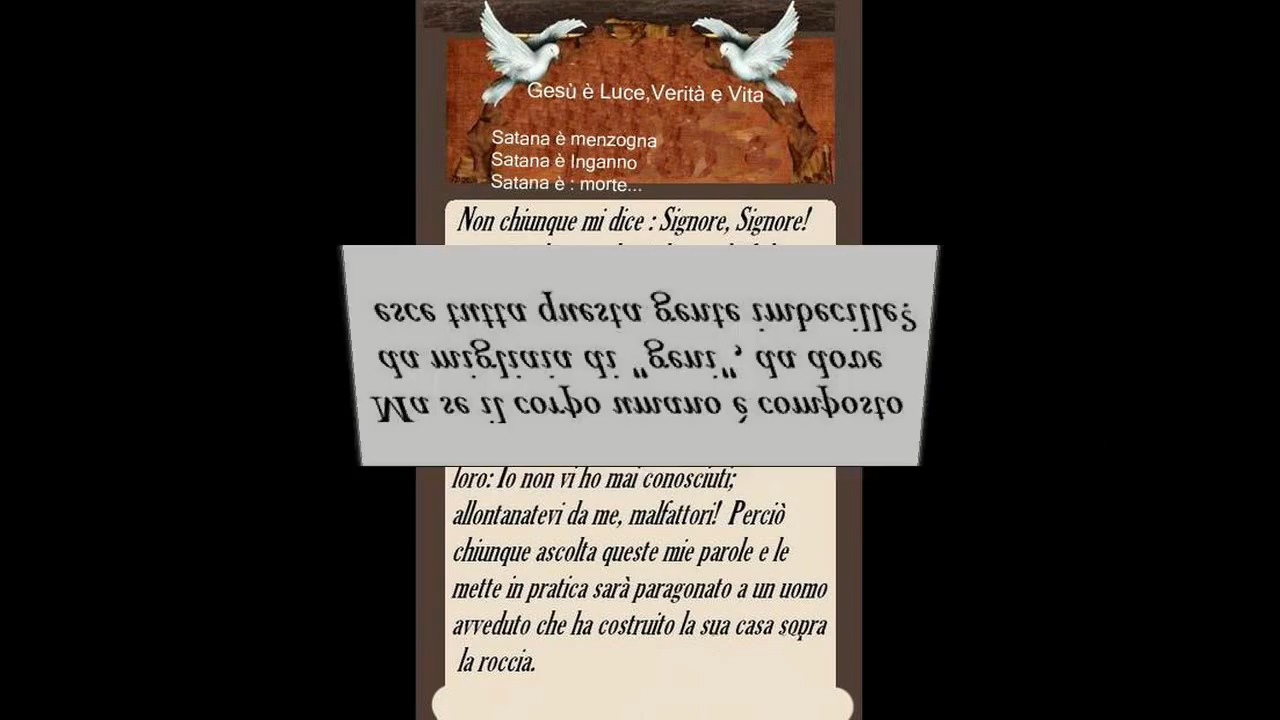 Gesù è Luce,Verità e Vita
Satana è menzogna
Satana è Inganno
Satana è : morte...
Non chiunque mi dice : Signore, Signore!
Ma se il corpo umano è composto
da migliaia di "geni", da dove
esce tutta questa gente imbecille?
loro: Io non vi ho mai conosciuti;
allontanatevi da me, malfattori! Perciò
chiunque ascolta queste mie parole e le
mette in pratica sarà paragonato a un uomo
avveduto che ha costruito la sua casa sopra
la roccia.